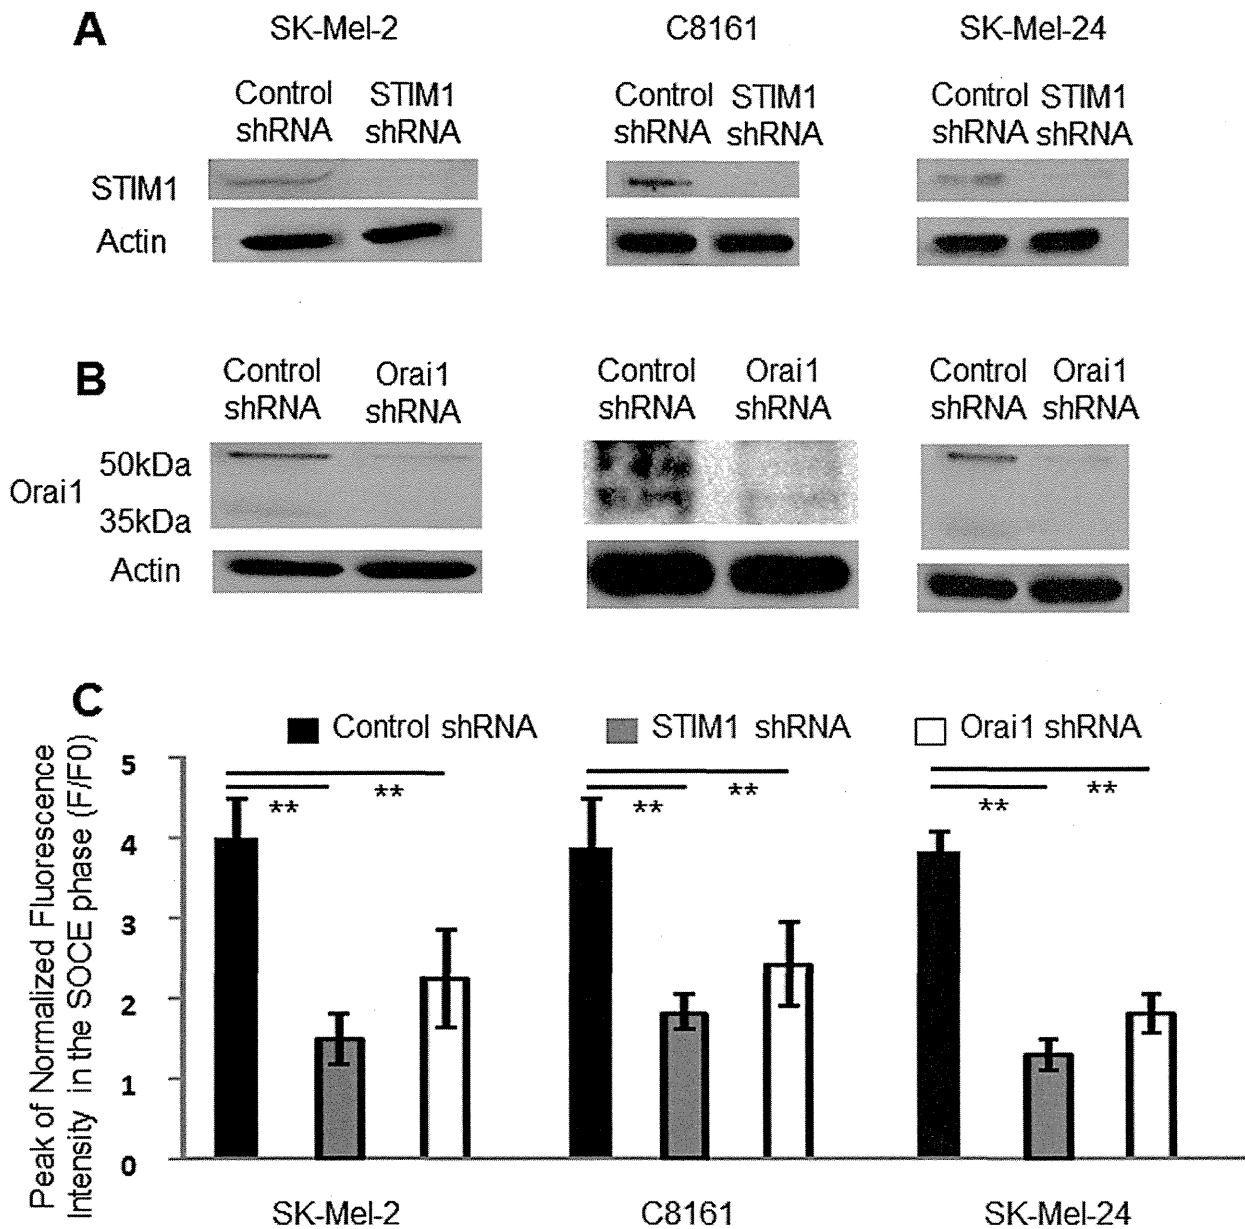 A SK-Mel-2 C8161 SK-Mel-24
Control STIM1 Control STIM1 Control STIM1
shRNA shRNA shRNA shRNA shRNA shRNA
STIM1
Actin
B Control Orai1 Control Orai1 Control Orai1
shRNA shRNA shRNA shRNA shRNA shRNA
50kDa
Orai1
35kDa
Actin
C
Control shRNA STIM1 shRNA Orai1 shRNA
Peak of Normalized Fluorescence
Intensity in the SOCE phase (F/F0)
5
** ** ** ** ** **
4
3
2
1
0
SK-Mel-2 C8161 SK-Mel-24